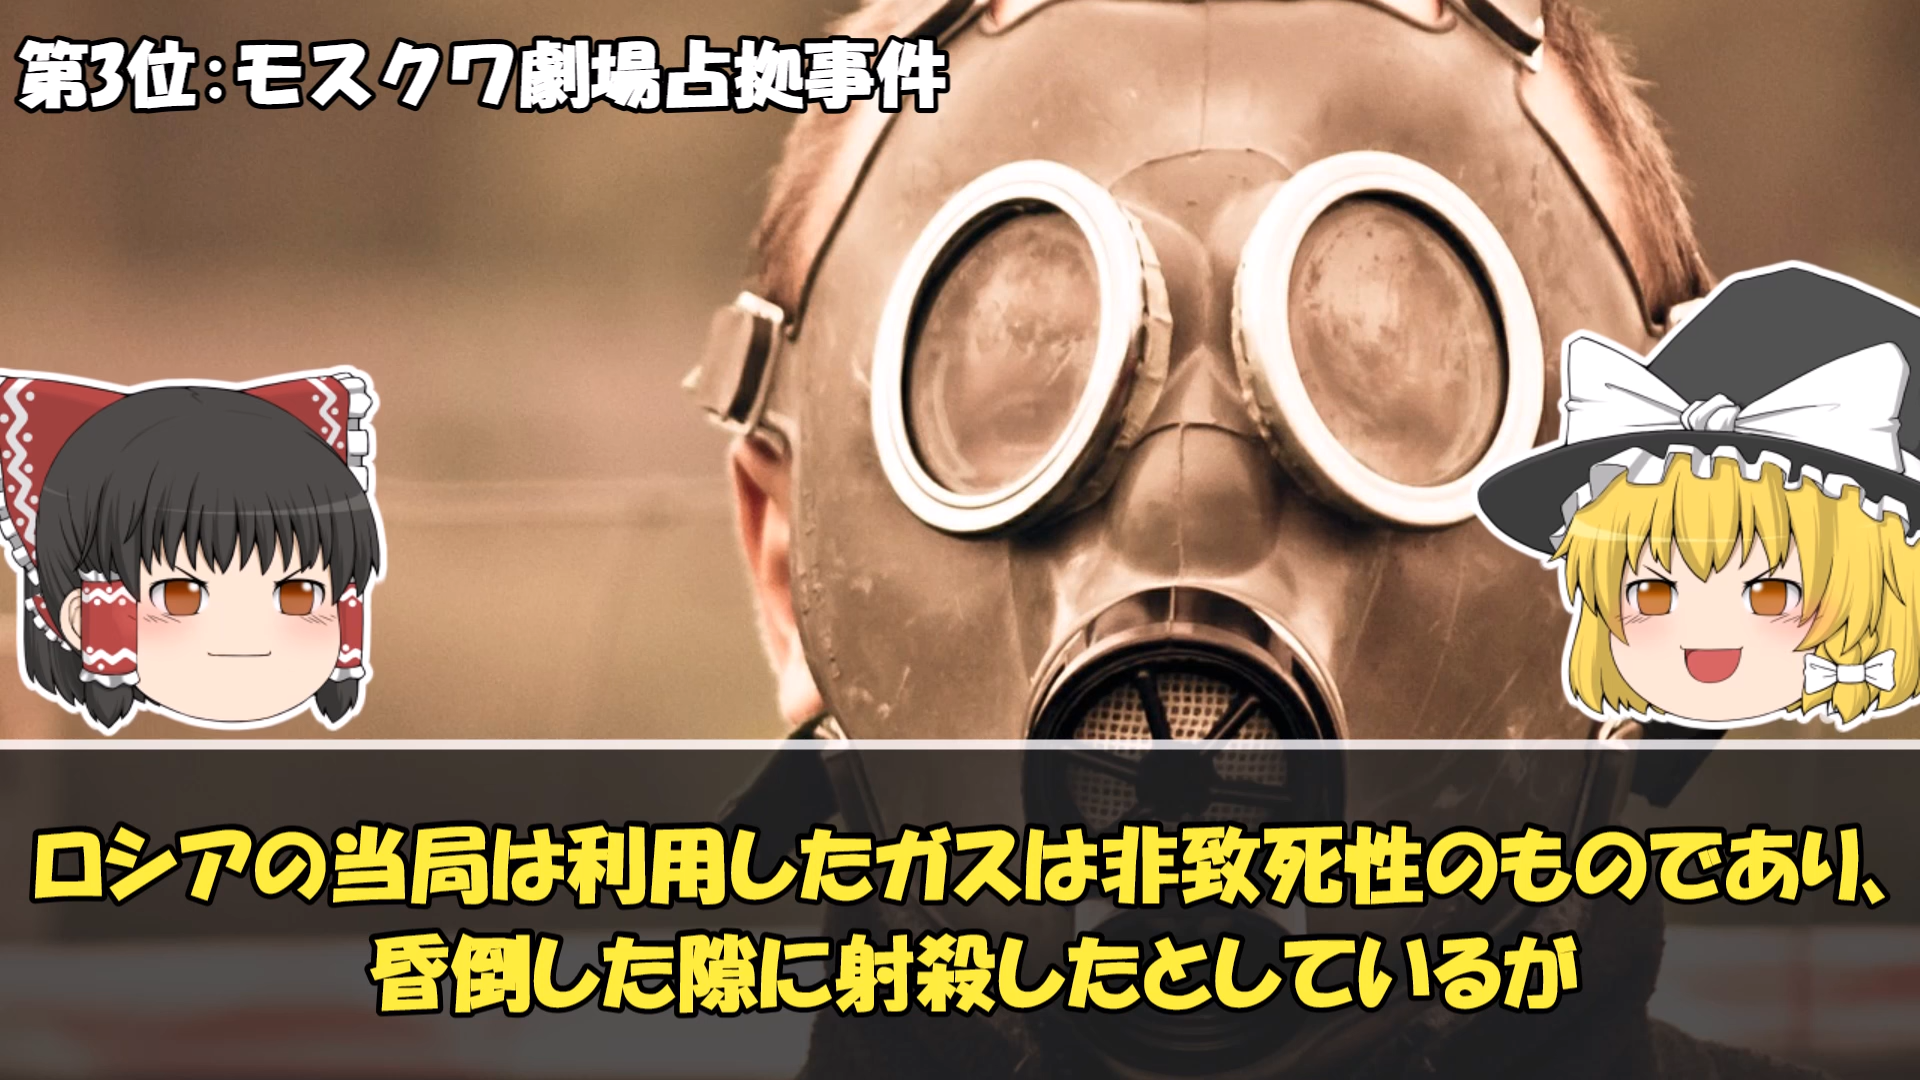 第3位:モスクワ劇場占拠事件
ロシアの当局は利用したガスは非致死性のものであり、
昏倒した隙に射殺したとしているが